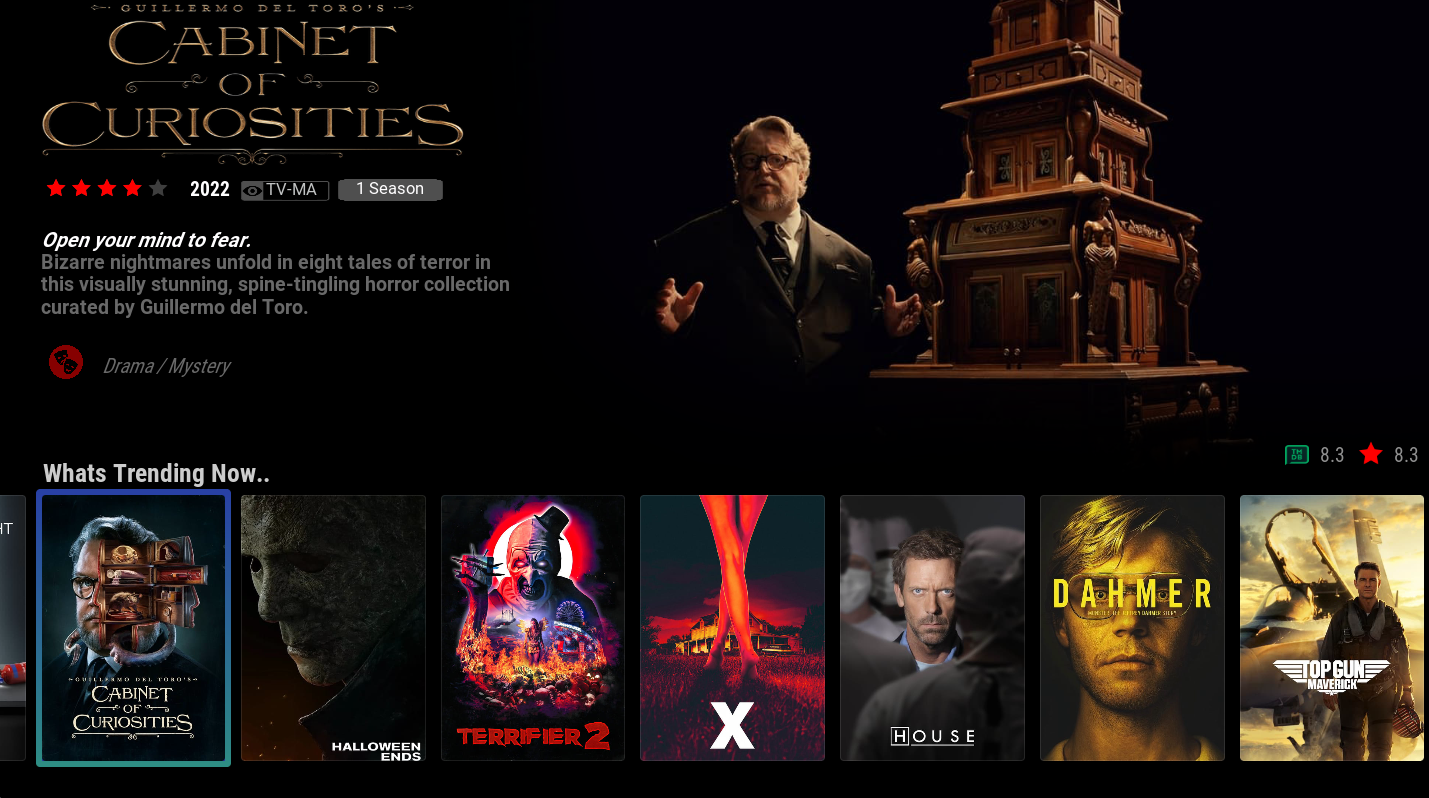 GUILLERMO DEL TORO'S
CABINET
OF
CURIOSITIES
2022 TV-MA 1 Season
Open your mind to fear.
Bizarre nightmares unfold in eight tales of terror in
this visually stunning, spine-tingling horror collection
curated by Guillermo del Toro.
Drama / Mystery
TMDB 8.3 8.3
Whats Trending Now..
HT
GUILLERMO DEL TORO'S
CABINET
OF
CURIOSITIES
HALLOWEEN
ENDS
TERRIFIER 2
X
HOUSE
DAHMER
TOP GUN
MAVERICK